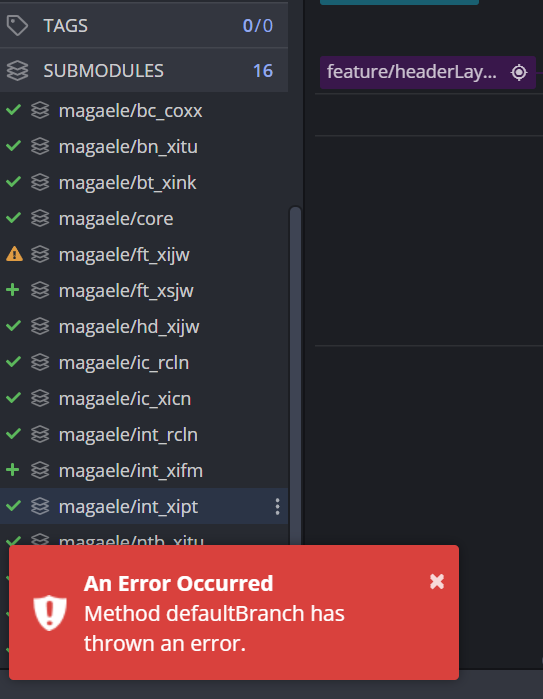 TAGS 0/0
SUBMODULES 16
feature/headerLay...
magaele/bc_coxx
magaele/bn_xitu
magaele/bt_xink
magaele/core
magaele/ft_xijw
magaele/ft_xsjw
magaele/hd_xijw
magaele/ic_rcln
magaele/ic_xicn
magaele/int_rcln
magaele/int_xifm
magaele/int_xipt
magaele/nth_xitu
An Error Occurred
Method defaultBranch has
thrown an error.